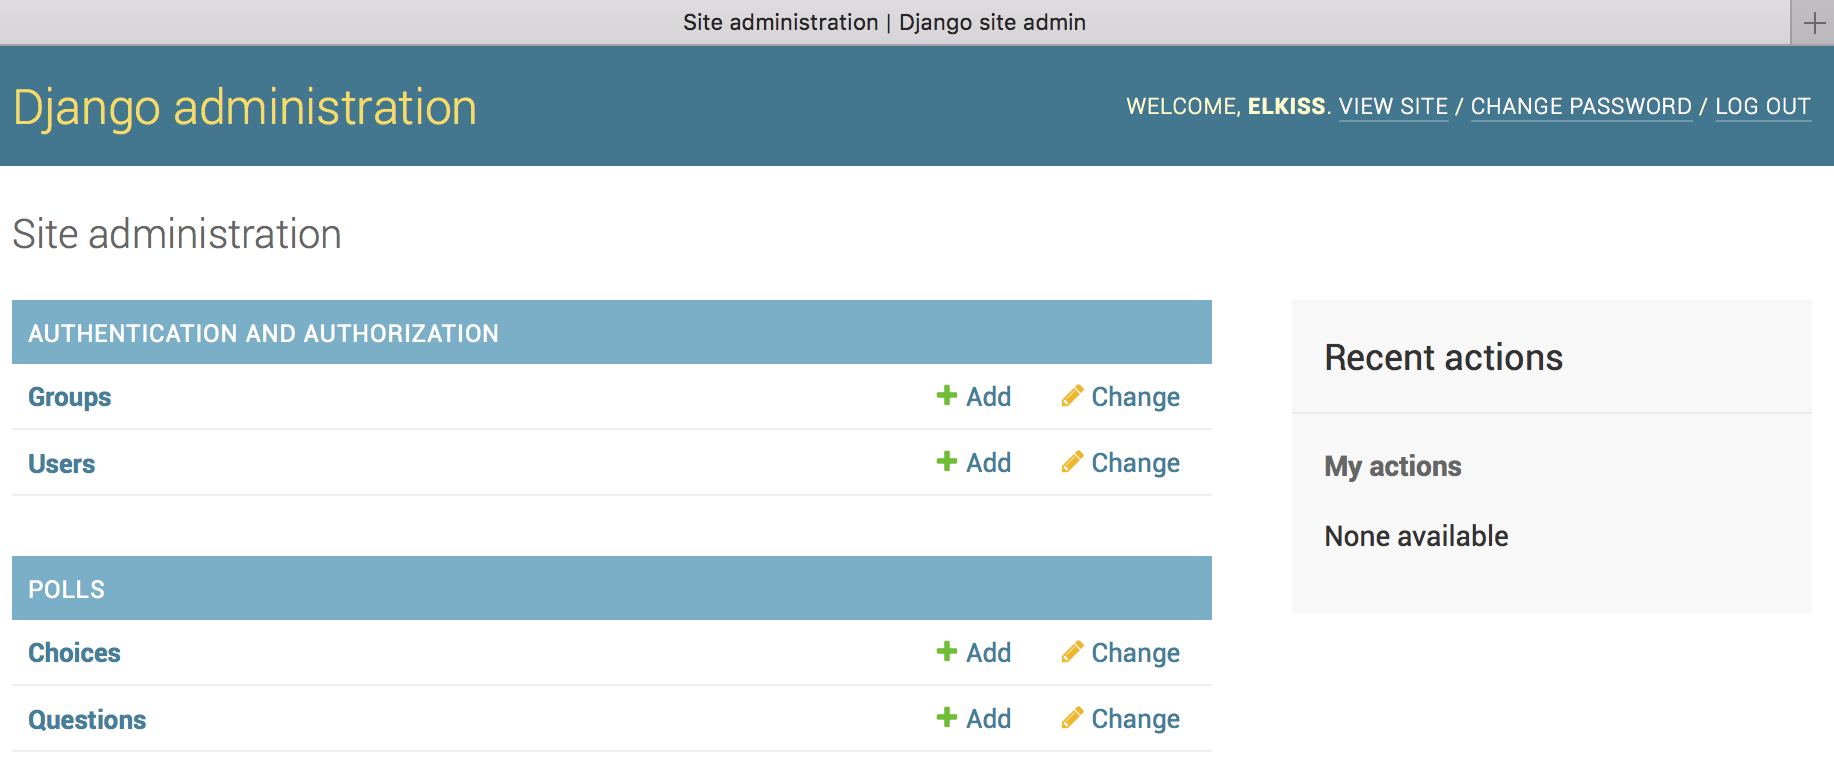 Site administration | Django site admin
Django administration
WELCOME, ELKISS. VIEW SITE / CHANGE PASSWORD / LOG OUT
Site administration
AUTHENTICATION AND AUTHORIZATION
Groups Add Change
Users Add Change
POLLS
Choices Add Change
Questions Add Change
Recent actions
My actions
None available